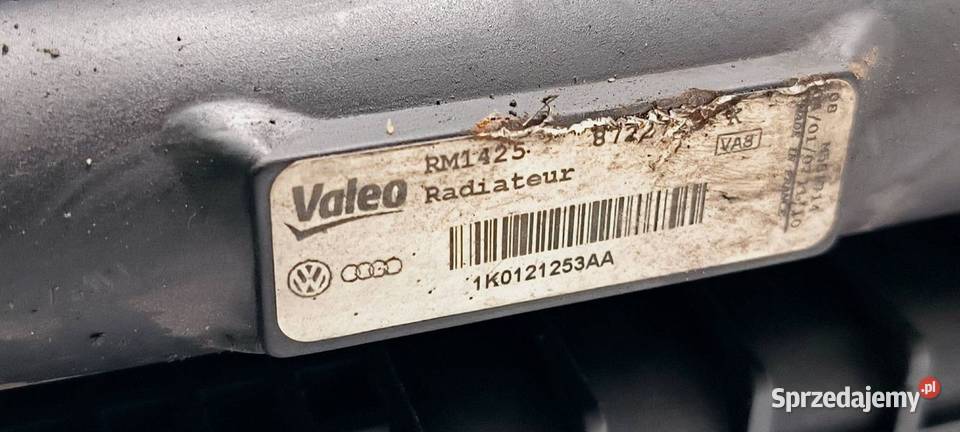 RM1425
Valeo
Radiateur
VA8
1K0121253AA
Sprzedajemy.pl